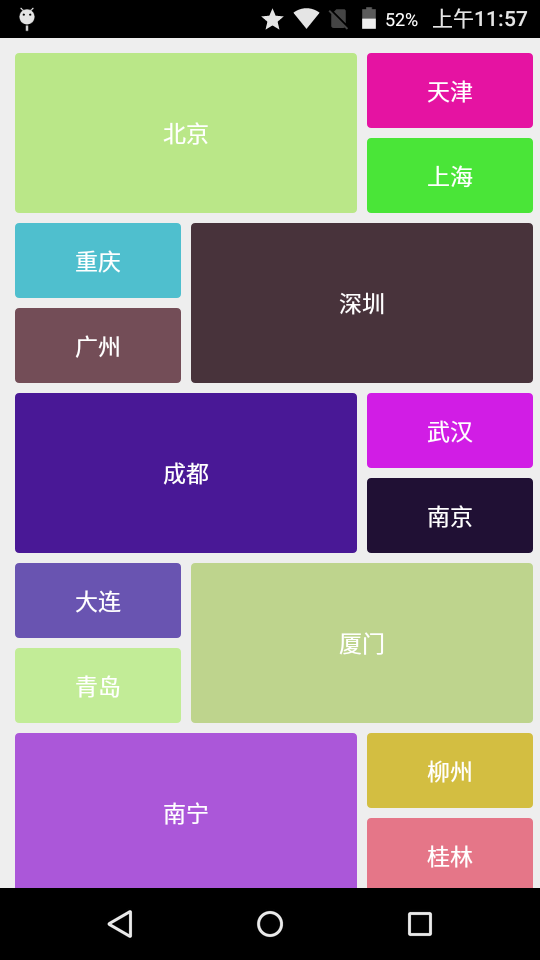 52% 上午11:57
北京
天津
上海
重庆
深圳
广州
成都
武汉
南京
大连
厦门
青岛
南宁
柳州
桂林